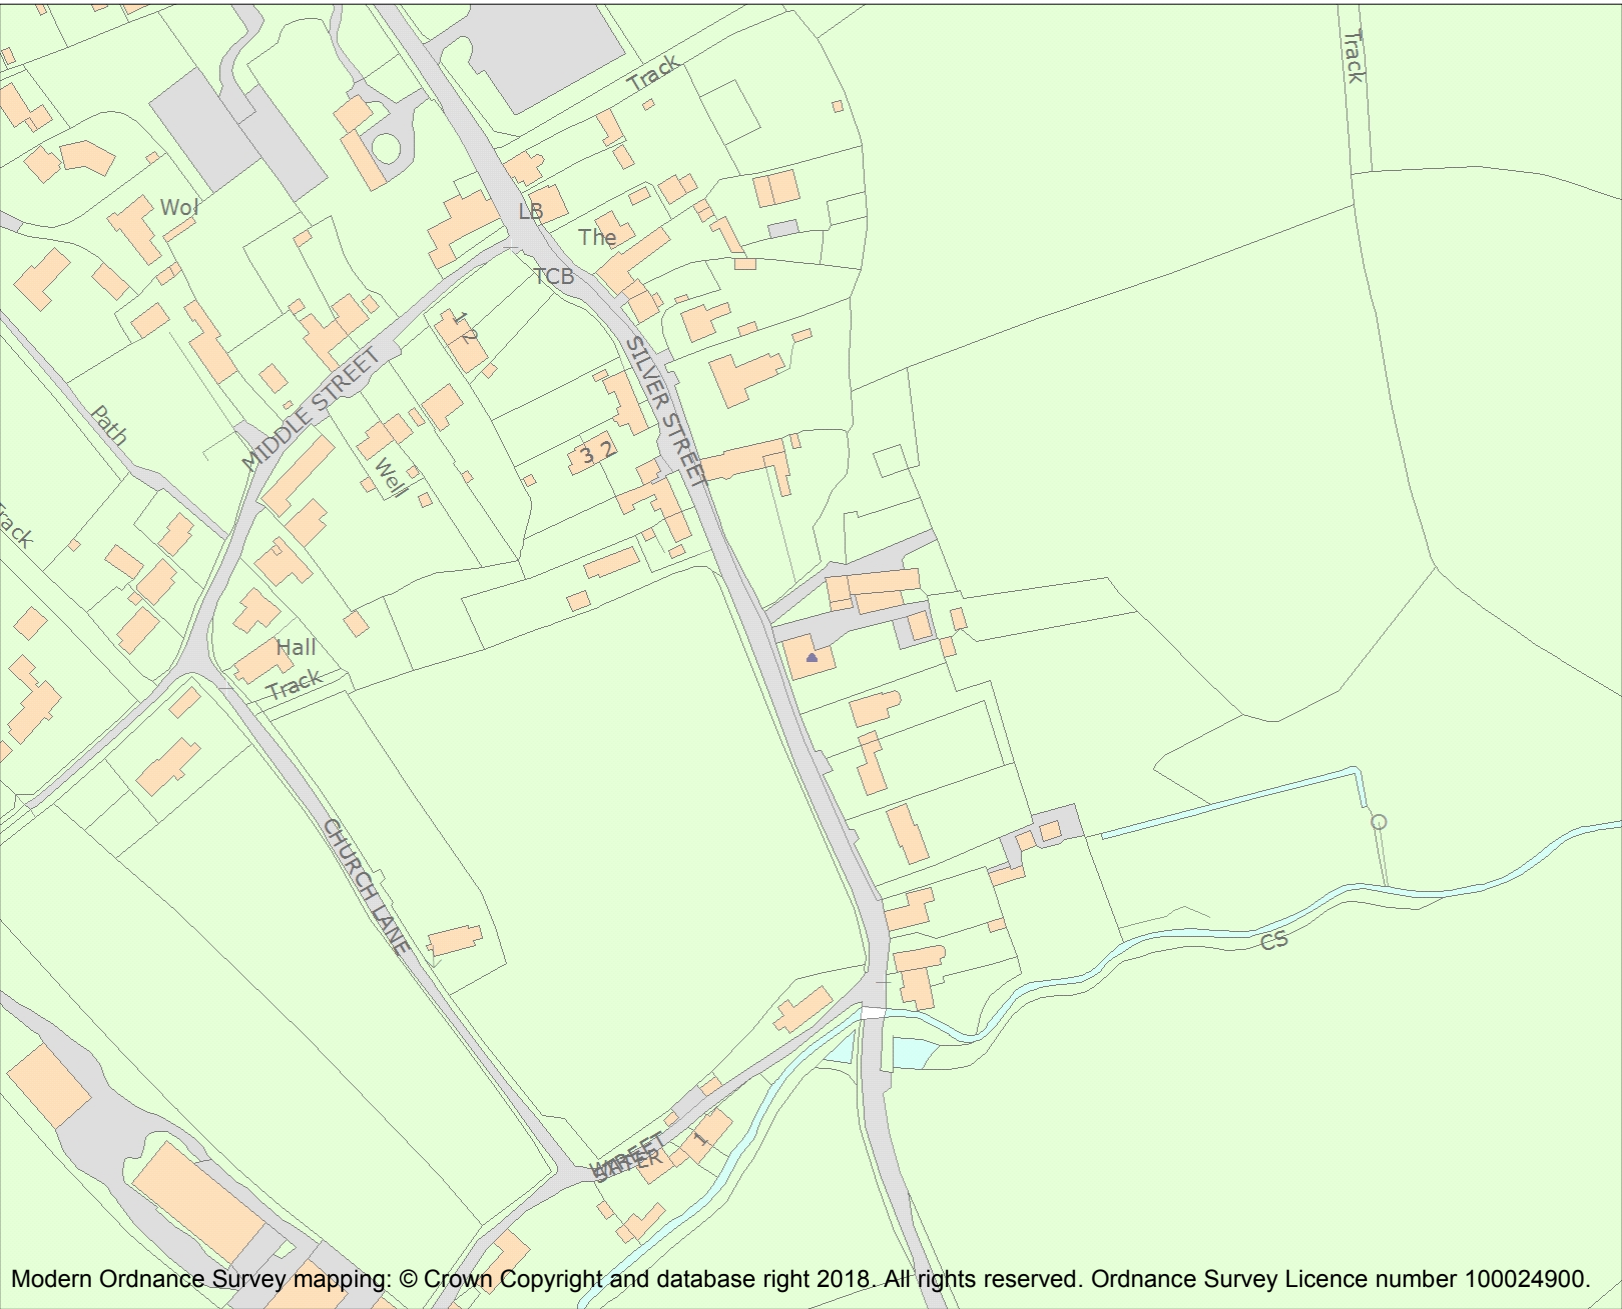 Track
Track
Wol
LB
The
TCB
1 2
SILVER STREET
MIDDLE STREET
Path
3 2
Well
Track
Hall
Track
CHURCH LANE
CS
1
WATER
STREET
Modern Ordnance Survey mapping: © Crown Copyright and database right 2018. All rights reserved. Ordnance Survey Licence number 100024900.